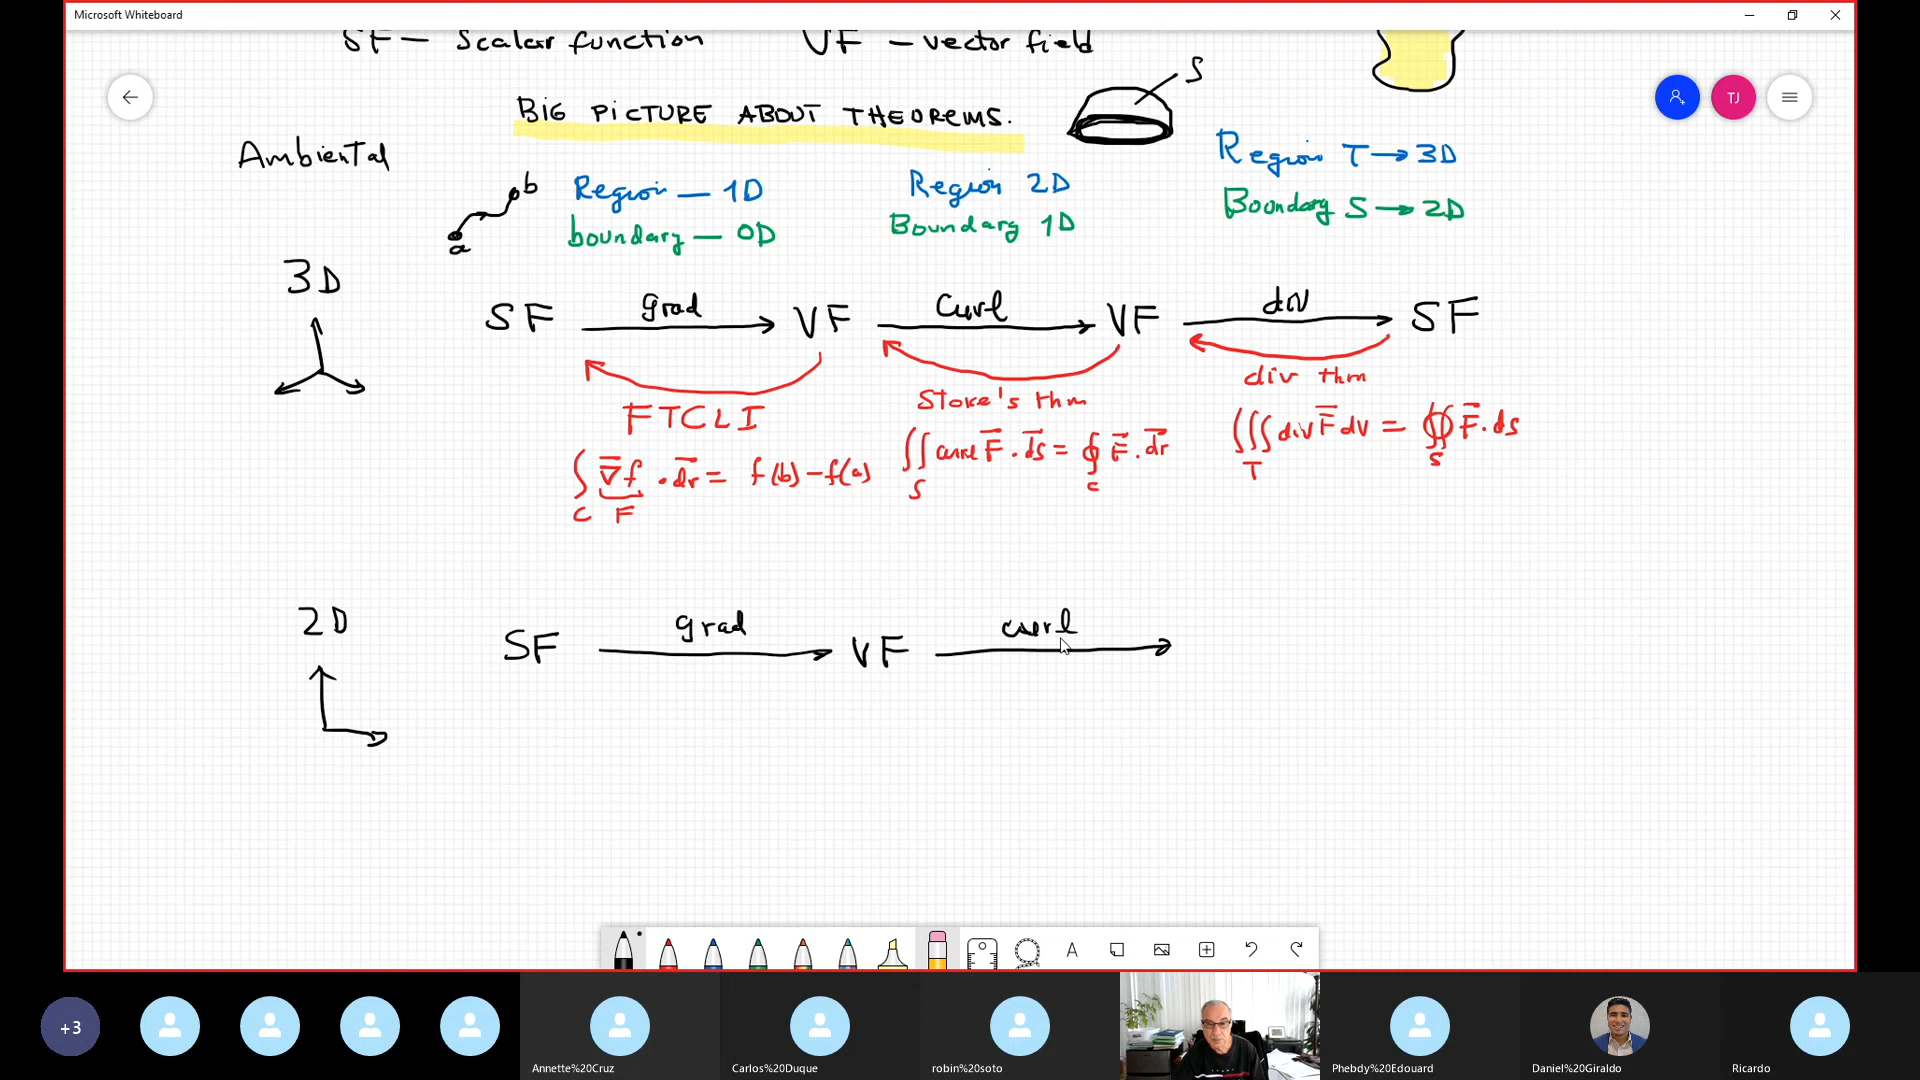 Microsoft Whiteboard
SF — Scalar function VF — vector field
S
BIG PICTURE ABOUT THEOREMS.
TJ
Ambiental
Region T → 3D
b
Region — 1D
Region 2D
Boondary S → 2D
a
boundary — 0D
Boundary 1D
3D
SF grad VF Curl VF div SF
FTCLI
Stoke's thm
div thm
∫ ∇f · dr = f(b) - f(a)
C F
∬ curl F · ds = ∮ F · dr
S c
∭ div F dv = ∯ F · ds
T S
2D
SF grad VF curl
A
+3
Annette%20Cruz
Carlos%20Duque
robin%20soto
Phebdy%20Edouard
Daniel%20Giraldo
Ricardo